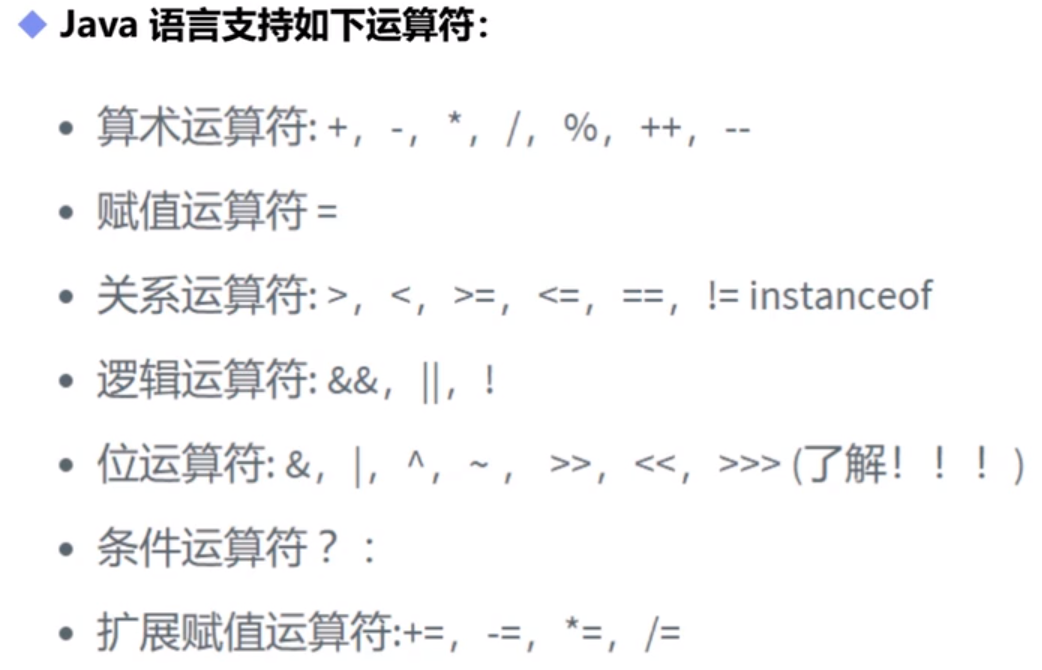 Java 语言支持如下运算符：
算术运算符: +， -， *， /， %， ++， --
赋值运算符 =
关系运算符: >， <， >=， <=， ==， != instanceof
逻辑运算符: &&， ||， !
位运算符: &， |， ^， ~ ， >>， <<， >>> (了解！！！)
条件运算符？：
扩展赋值运算符:+=， -=， *=， /=